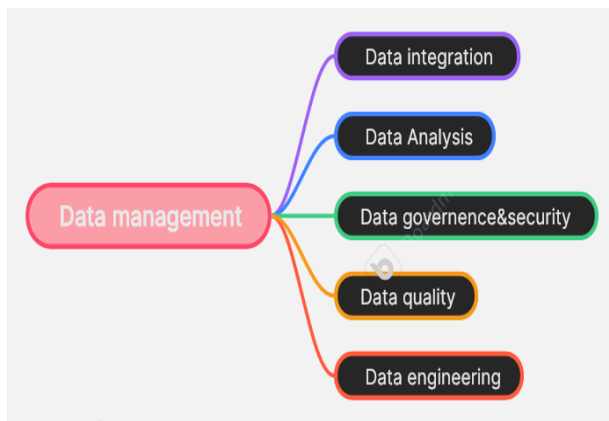 Data integration
Data Analysis
Data management
Data governence&security
Data quality
Data engineering